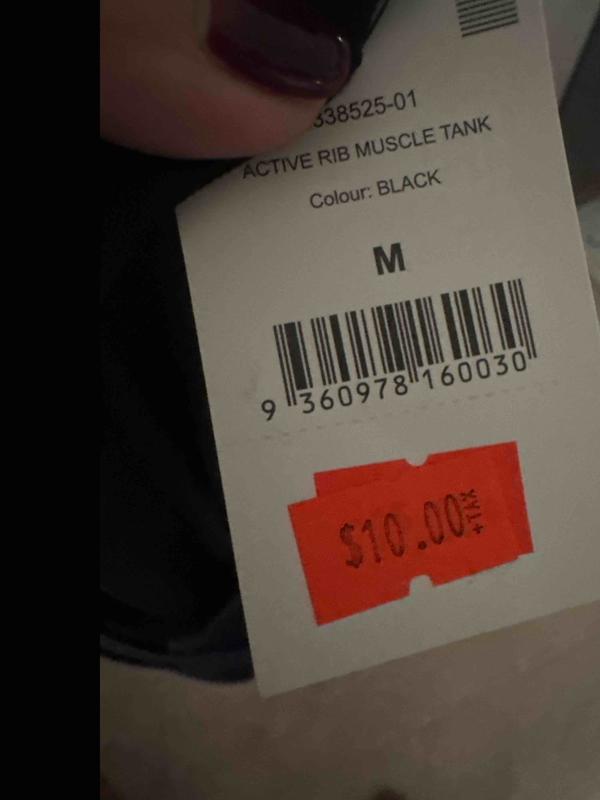 338525-01
ACTIVE RIB MUSCLE TANK
Colour: BLACK
M
9 360978 160030
$10.00 +TAX